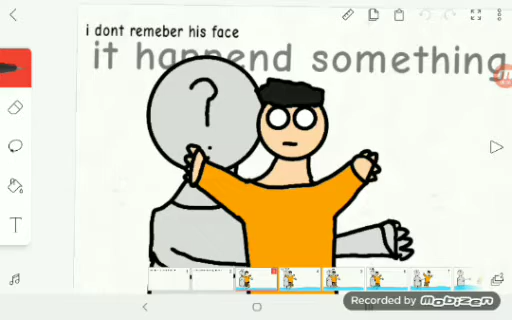 i dont remeber his face
it happend something
?
T
Recorded by Mobizen